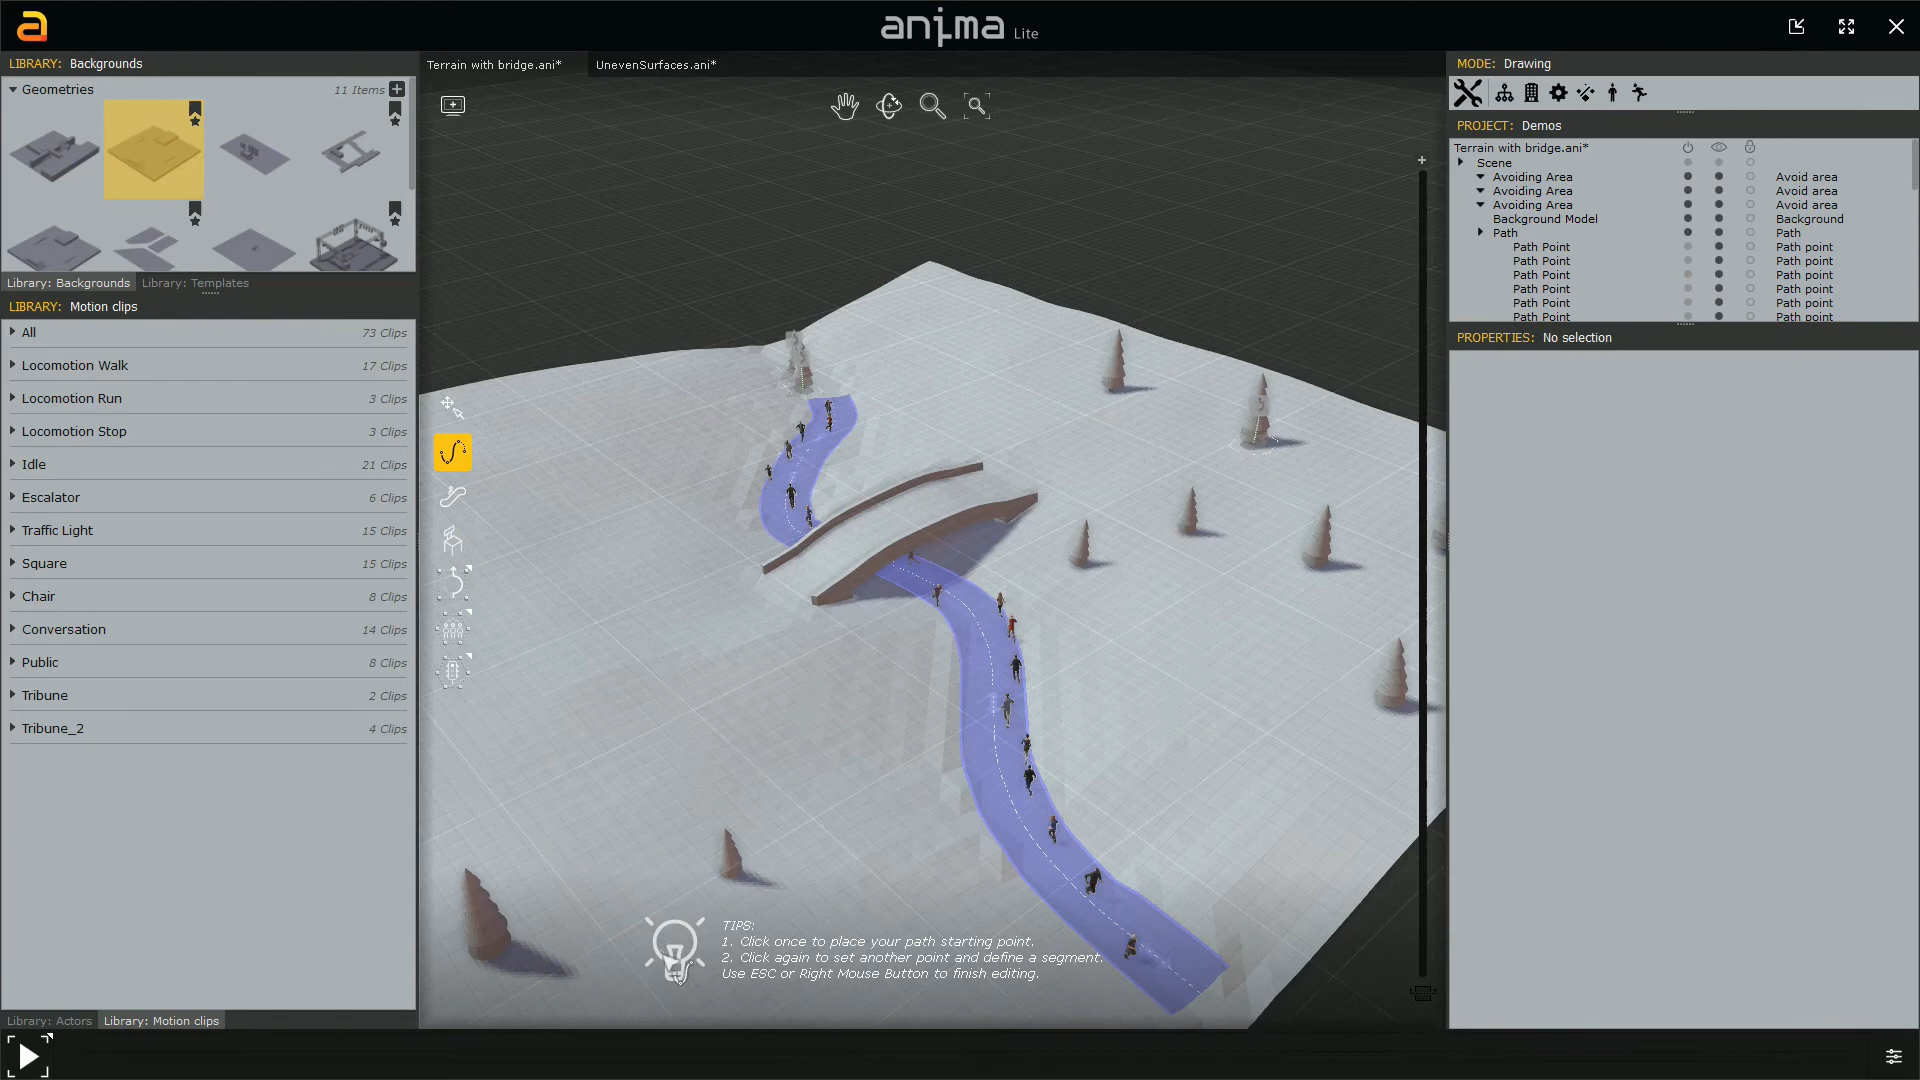 a
anima Lite
LIBRARY: Backgrounds
Geometries
11 Items
Library: Backgrounds
Library: Templates
LIBRARY: Motion clips
All 73 Clips
Locomotion Walk 17 Clips
Locomotion Run 3 Clips
Locomotion Stop 3 Clips
Idle 21 Clips
Escalator 6 Clips
Traffic Light 15 Clips
Square 15 Clips
Chair 8 Clips
Conversation 14 Clips
Public 8 Clips
Tribune 2 Clips
Tribune_2 4 Clips
Library: Actors
Library: Motion clips
Terrain with bridge.ani*
UnevenSurfaces.ani*
TIPS:
1. Click once to place your path starting point.
2. Click again to set another point and define a segment.
Use ESC or Right Mouse Button to finish editing.
MODE: Drawing
PROJECT: Demos
Terrain with bridge.ani*
Scene
Avoiding Area Avoid area
Avoiding Area Avoid area
Avoiding Area Avoid area
Background Model Background
Path Path
Path Point Path point
Path Point Path point
Path Point Path point
Path Point Path point
Path Point Path point
Path Point Path point
PROPERTIES: No selection